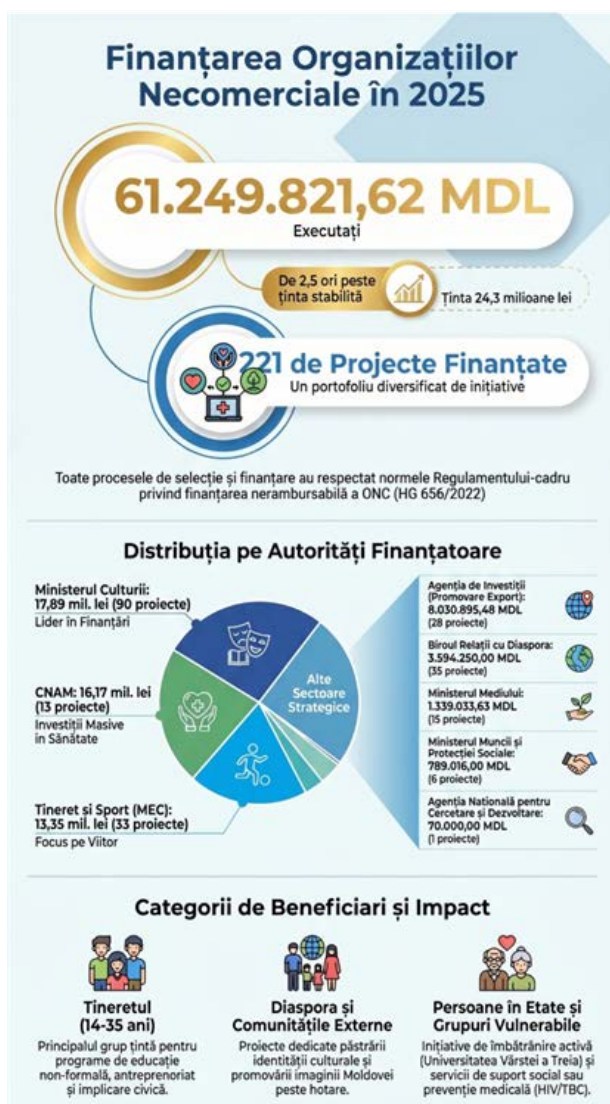 Finanțarea Organizațiilor
Necomerciale în 2025
61.249.821,62 MDL
Executați
De 2,5 ori peste
ținta stabilită
Ținta 24,3 milioane lei
221 de Projecte Finanțate
Un portofoliu diversificat de inițiative
Toate procesele de selecție și finanțare au respectat normele Regulamentului-cadru
privind finanțarea nerambursabilă a ONC (HG 656/2022)
Distribuția pe Autorități Finanțatoare
Ministerul Culturii:
17,89 mil. lei (90 proiecte)
Lider în Finanțări
CNAM: 16,17 mil. lei
(13 proiecte)
Investiții Masive
in Sănătate
Tineret si Sport (MEC):
13,35 mil. lei (33 proiecte)
Focus pe Viitor
Alte
Sectoare
Strategice
Agenția de Investiții
(Promovare Export):
8.030.895,48 MDL
(28 proiecte)
Biroul Relații cu Diaspora:
3.594.250,00 MDL
(35 proiecte)
Ministerul Mediului:
1.339.033,63 MDL
(15 proiecte)
Ministerul Muncii și
Protecției Sociale:
789.016,00 MDL
(6 proiecte)
Agenția Națională pentru
Cercetare și Dezvoltare:
70.000,00 MDL
(1 proiecte)
Categorii de Beneficiari și Impact
Tineretul
(14-35 ani)
Principalul grup țintă pentru
programe de educație
non-formală, antreprenoriat
și implicare civică.
Diaspora și
Comunitățile Externe
Proiecte dedicate păstrării
identității culturale și
promovării imaginii Moldovei
peste hotare.
Persoane în Etate și
Grupuri Vulnerabile
Inițiative de îmbătrânire activă
(Universitatea Vârstei a Treia) și
servicii de suport social sau
prevenție medicală (HIV/TBC).